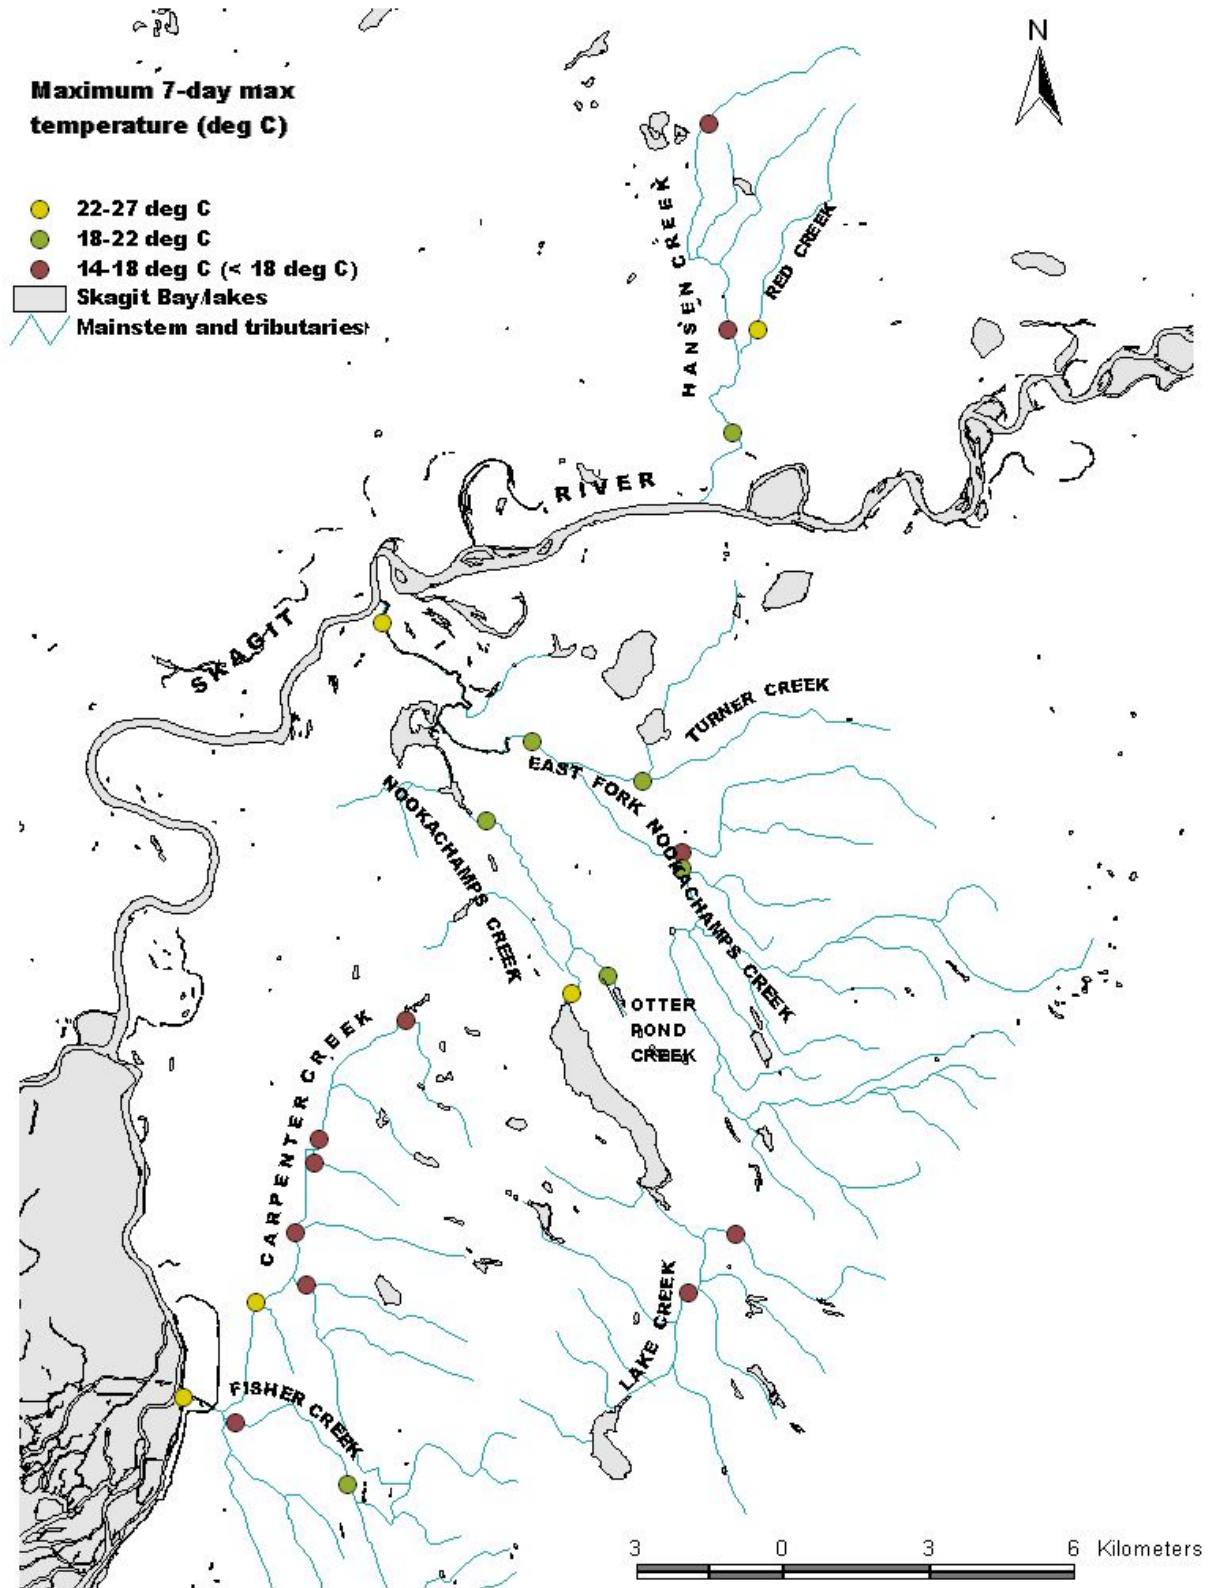 N
Maximum 7-day max
temperature (deg C)
22-27 deg C
18-22 deg C
14-18 deg C (< 18 deg C)
Skagit Bay/lakes
Mainstem and tributaries
HANSEN CREEK
RED CREEK
SKAGIT
RIVER
TURNER CREEK
EAST FORK NOOKACHAMPS CREEK
NOOKACHAMPS CREEK
OTTER
POND
CREEK
CARPENTER CREEK
LAKE CREEK
FISHER CREEK
3 0 3 6 Kilometers